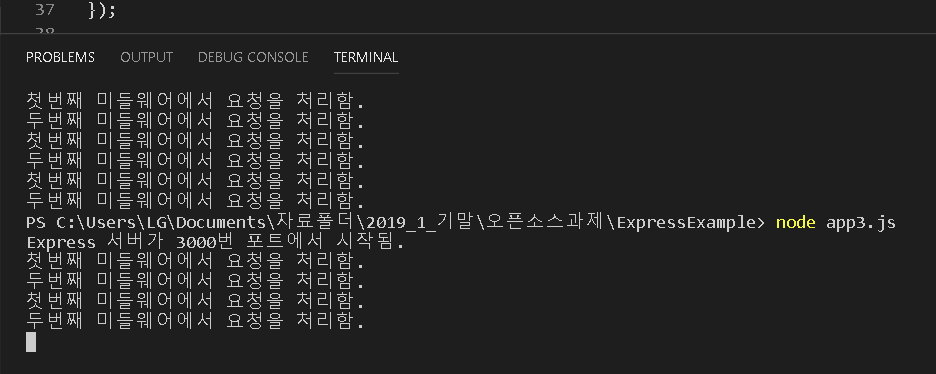 37 });
38
PROBLEMS OUTPUT DEBUG CONSOLE TERMINAL
첫번째 미들웨어에서 요청을 처리함.
두번째 미들웨어에서 요청을 처리함.
첫번째 미들웨어에서 요청을 처리함.
두번째 미들웨어에서 요청을 처리함.
첫번째 미들웨어에서 요청을 처리함.
두번째 미들웨어에서 요청을 처리함.
PS C:\Users\LG\Documents\자료폴더\2019_1_기말\오픈소스과제\ExpressExample> node app3.js
Express 서버가 3000번 포트에서 시작됨.
첫번째 미들웨어에서 요청을 처리함.
두번째 미들웨어에서 요청을 처리함.
첫번째 미들웨어에서 요청을 처리함.
두번째 미들웨어에서 요청을 처리함.